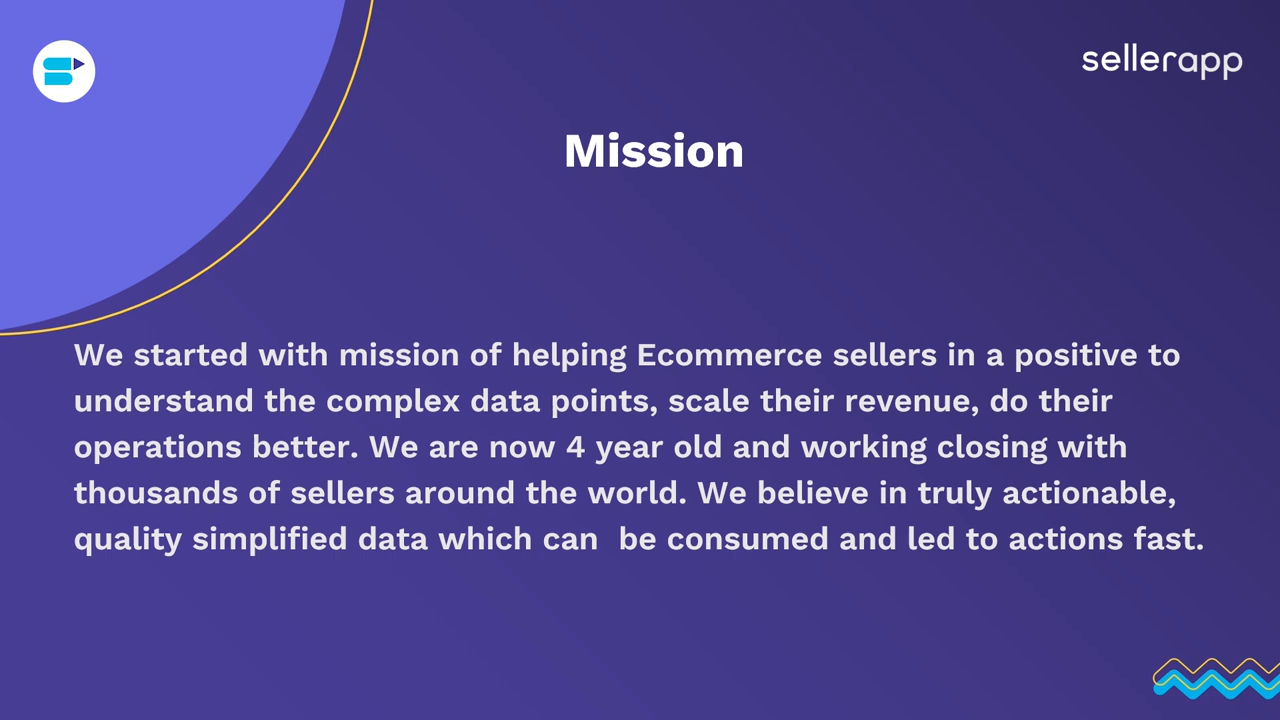 sellerapp
Mission
We started with mission of helping Ecommerce sellers in a positive to
understand the complex data points, scale their revenue, do their
operations better. We are now 4 year old and working closing with
thousands of sellers around the world. We believe in truly actionable,
quality simplified data which can  be consumed and led to actions fast.